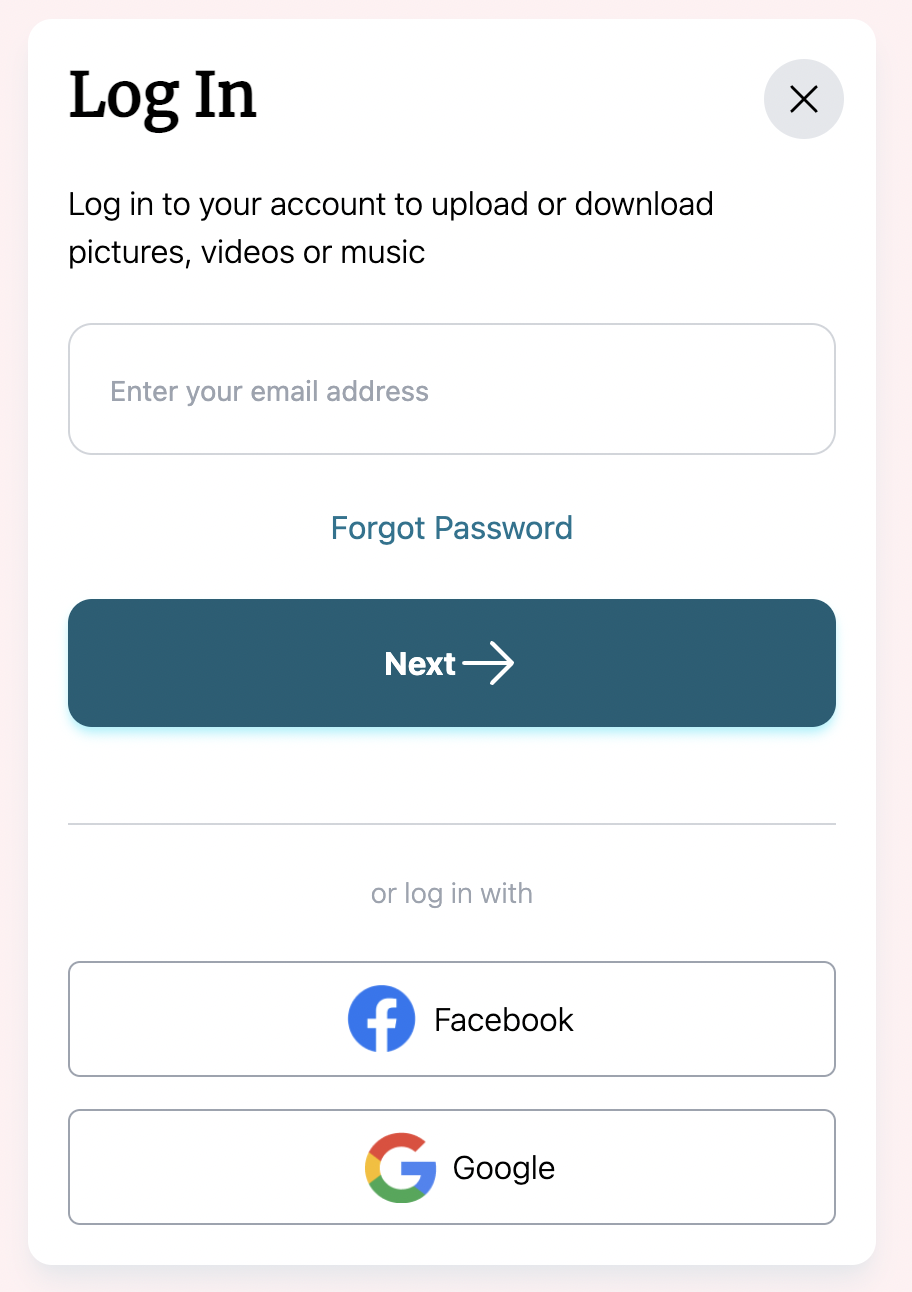 Log In
Log in to your account to upload or download
pictures, videos or music
Enter your email address
Forgot Password
Next
or log in with
Facebook
Google